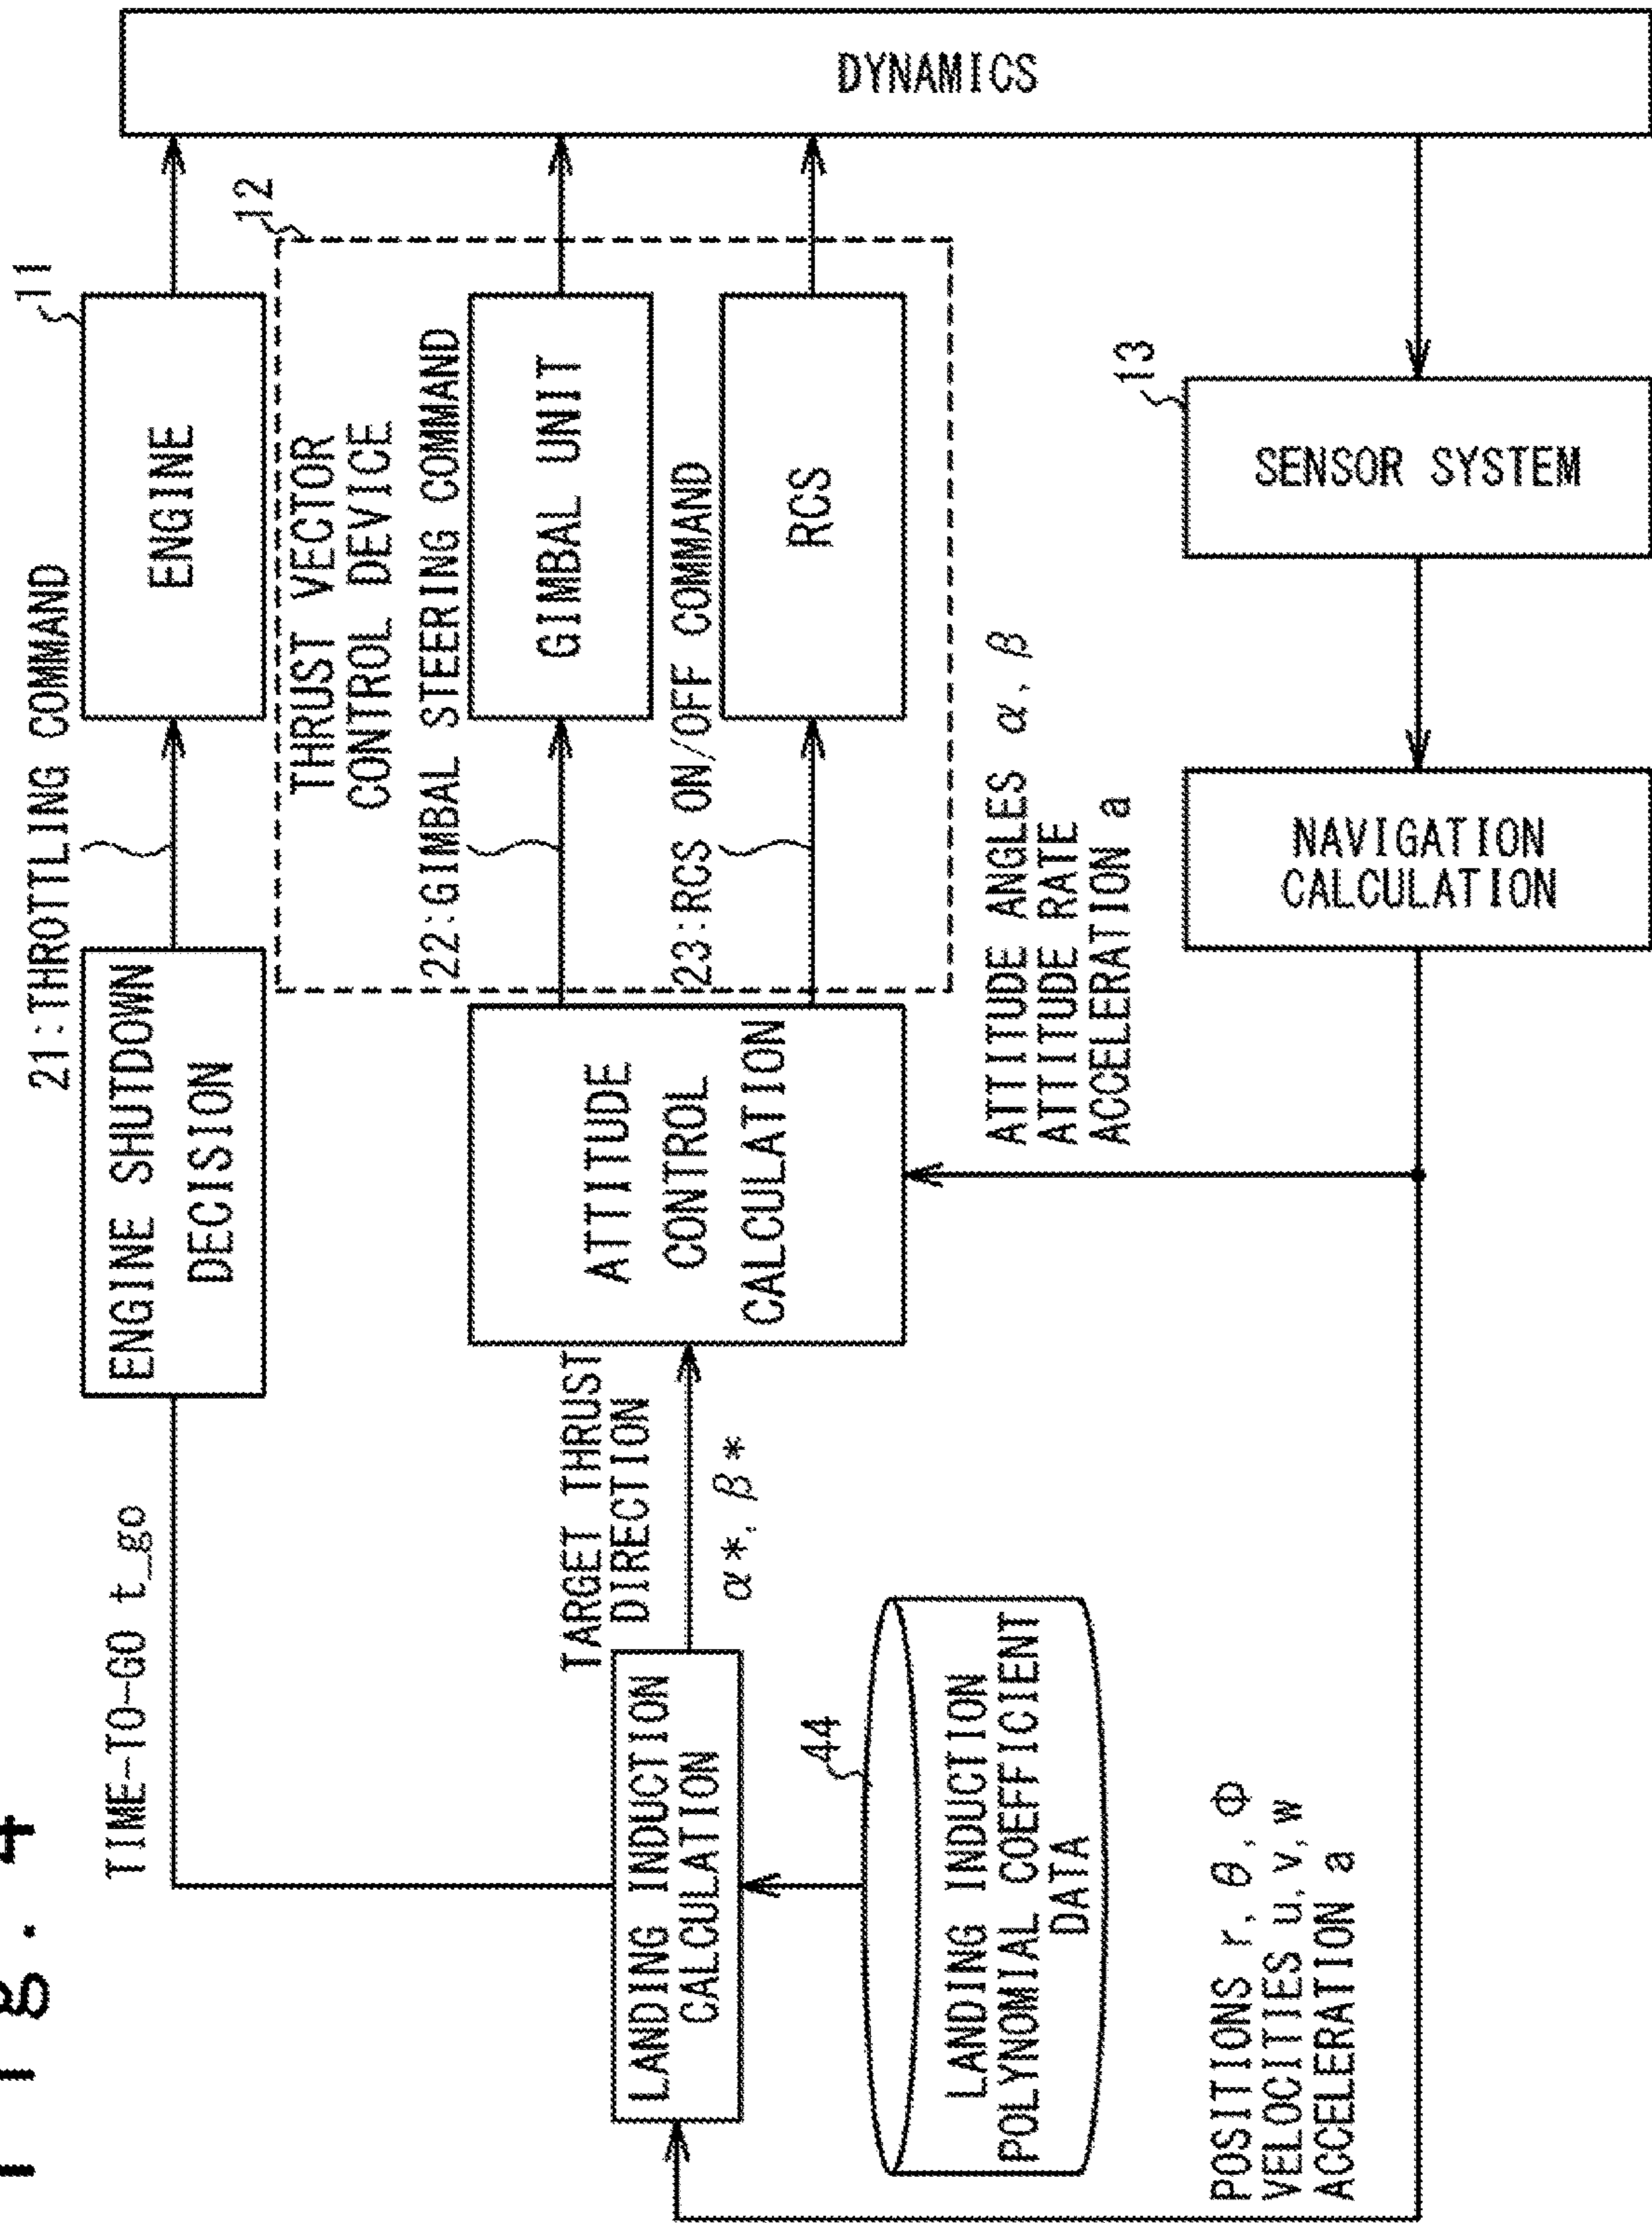 Fig. 4
TIME-TO-GO t_go
ENGINE SHUTDOWN
DECISION
21:THROTTLING COMMAND
ENGINE
11
12
THRUST VECTOR
CONTROL DEVICE
22:GIMBAL STEERING COMMAND
GIMBAL UNIT
23:RCS ON/OFF COMMAND
RCS
DYNAMICS
LANDING INDUCTION
CALCULATION
TARGET THRUST
DIRECTION
α*, β*
ATTITUDE
CONTROL
CALCULATION
44
LANDING INDUCTION
POLYNOMIAL COEFFICIENT
DATA
ATTITUDE ANGLES α, β
ATTITUDE RATE
ACCELERATION a
POSITIONS r, θ, Φ
VELOCITIES u, v, w
ACCELERATION a
NAVIGATION
CALCULATION
13
SENSOR SYSTEM